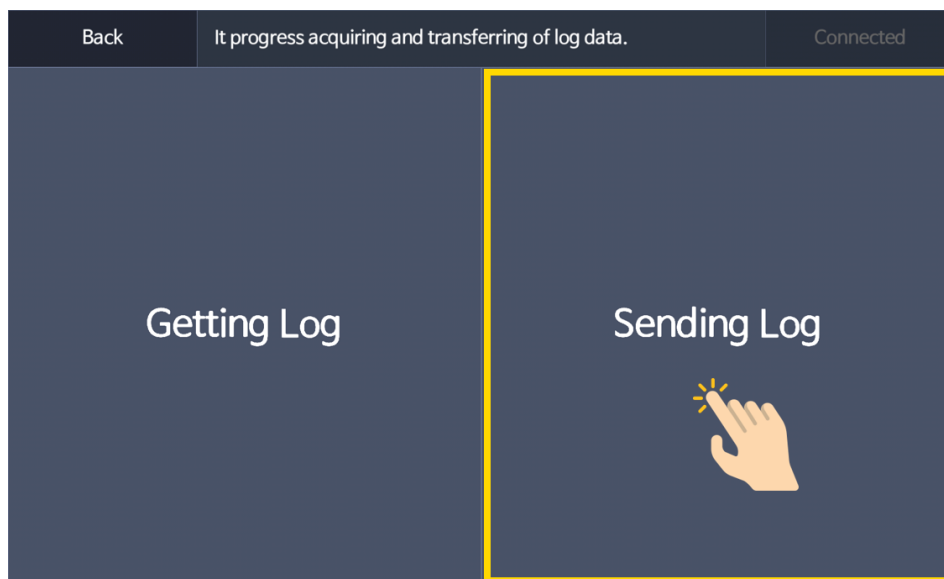 Back
It progress acquiring and transferring of log data.
Connected
Getting Log
Sending Log